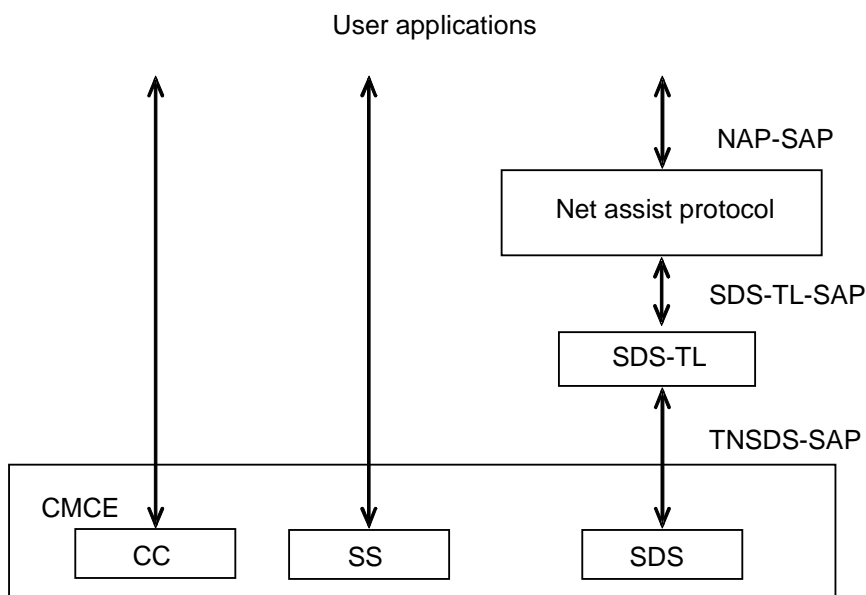 User applications
NAP-SAP
Net assist protocol
SDS-TL-SAP
SDS-TL
TNSDS-SAP
CMCE
CC
SS
SDS